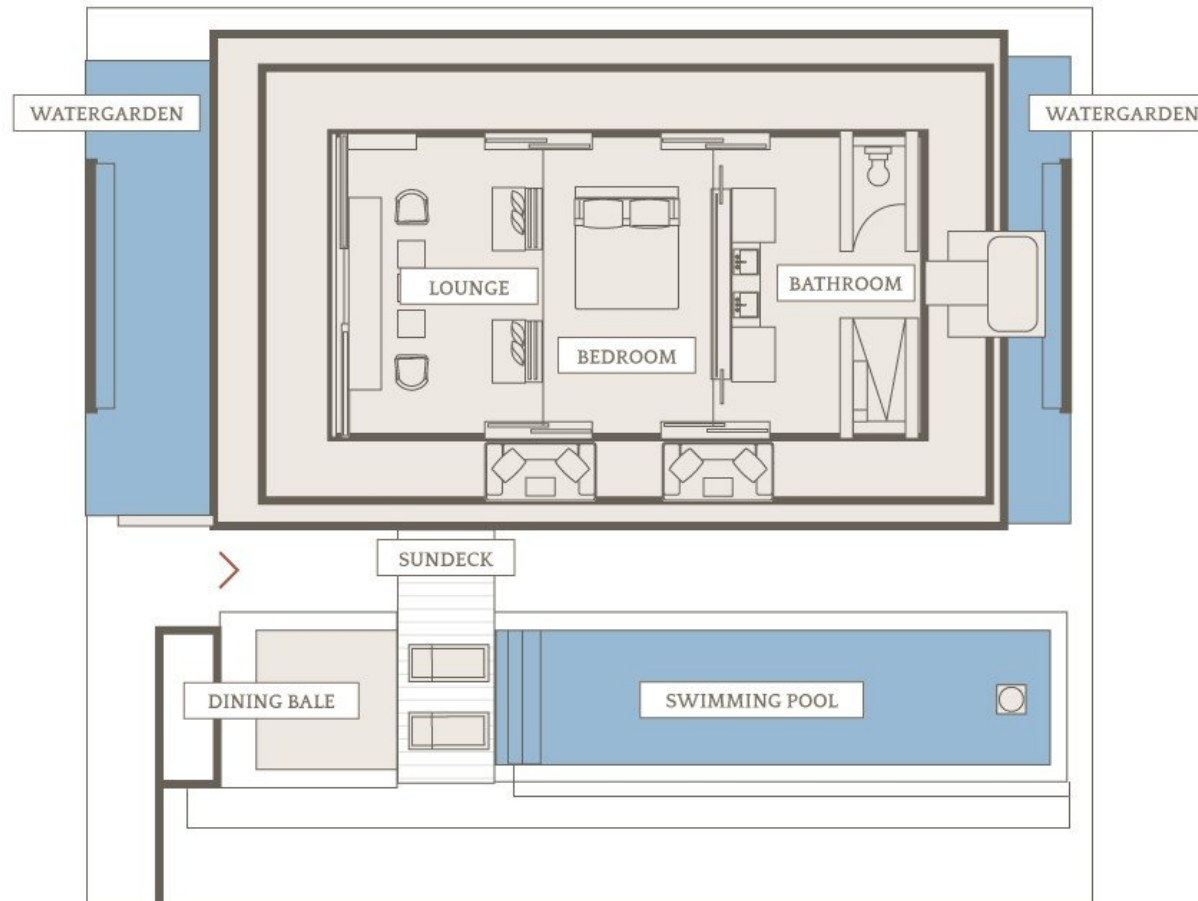 WATERGARDEN
WATERGARDEN
LOUNGE
BATHROOM
BEDROOM
SUNDECK
DINING BALE
SWIMMING POOL